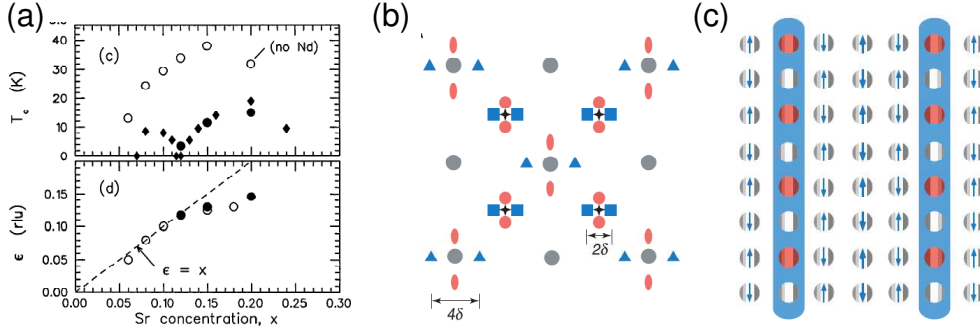 (a)
(b)
(c)
(c)
(no Nd)
T_c (K)
40
30
20
10
0
(d)
ε (rlu)
0.15
0.10
0.05
0.00
ε = x
0.00 0.05 0.10 0.15 0.20 0.25 0.30
Sr concentration, x
2δ
4δ